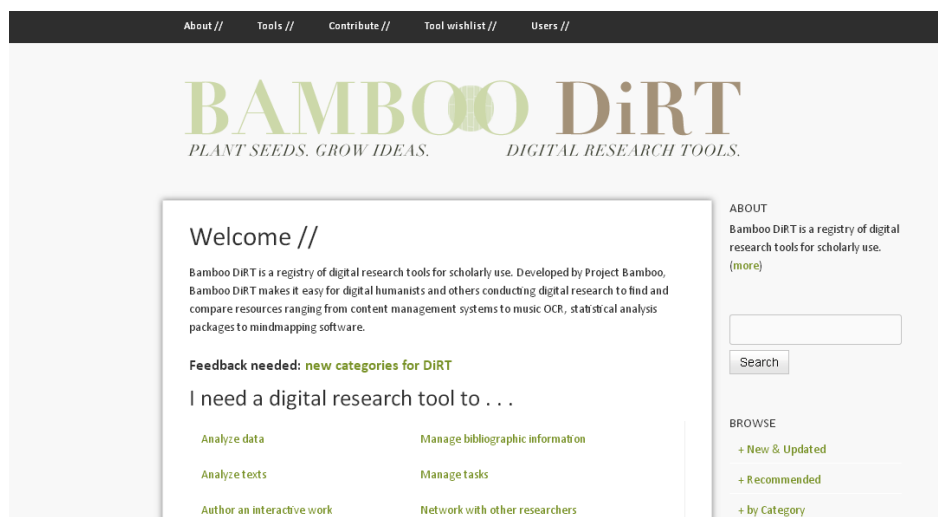 About // Tools // Contribute // Tool wishlist // Users //
BAMBOO DiRT
PLANT SEEDS. GROW IDEAS. DIGITAL RESEARCH TOOLS.
Welcome //
Bamboo DiRT is a registry of digital research tools for scholarly use. Developed by Project Bamboo,
Bamboo DiRT makes it easy for digital humanists and others conducting digital research to find and
compare resources ranging from content management systems to music OCR, statistical analysis
packages to mindmapping software.
Feedback needed: new categories for DiRT
I need a digital research tool to . . .
Analyze data Manage bibliographic information
Analyze texts Manage tasks
Author an interactive work Network with other researchers
ABOUT
Bamboo DiRT is a registry of digital
research tools for scholarly use.
(more)
Search
BROWSE
+ New & Updated
+ Recommended
+ by Category